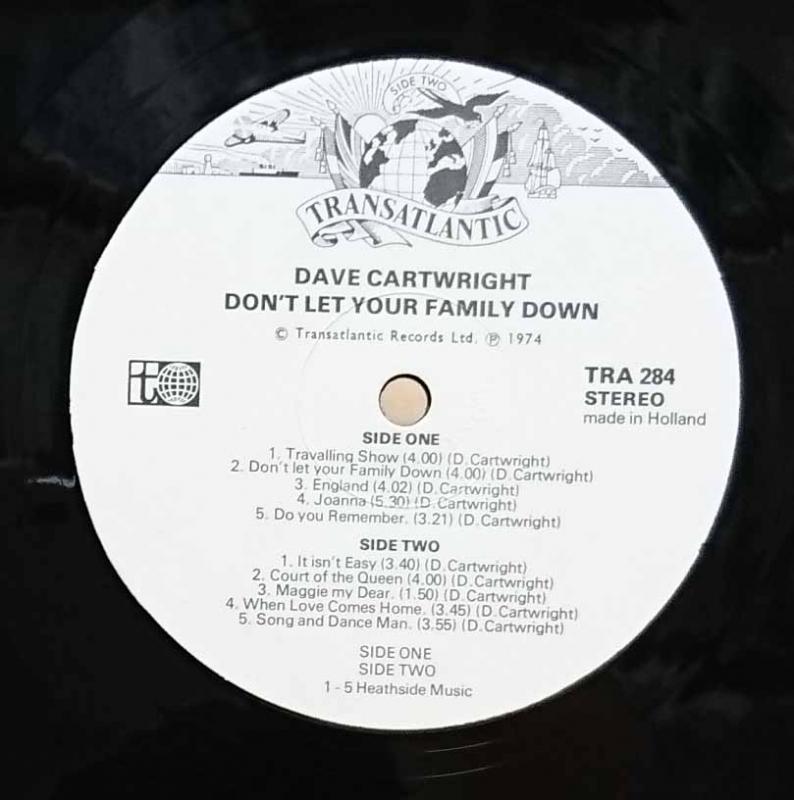 SIDE TWO
TRANSATLANTIC
DAVE CARTWRIGHT
DON'T LET YOUR FAMILY DOWN
© Transatlantic Records Ltd. ℗ 1974
it
TRA 284
STEREO
made in Holland
SIDE ONE
1. Travalling Show (4.00) (D.Cartwright)
2. Don't let your Family Down (4.00) (D.Cartwright)
3. England (4.02) (D.Cartwright)
4. Joanna (5.30) (D.Cartwright)
5. Do you Remember. (3.21) (D.Cartwright)
SIDE TWO
1. It isn't Easy (3.40) (D.Cartwright)
2. Court of the Queen (4.00) (D.Cartwright)
3. Maggie my Dear. (1.50) (D.Cartwright)
4. When Love Comes Home. (3.45) (D.Cartwright)
5. Song and Dance Man. (3.55) (D.Cartwright)
SIDE ONE
SIDE TWO
1 - 5 Heathside Music